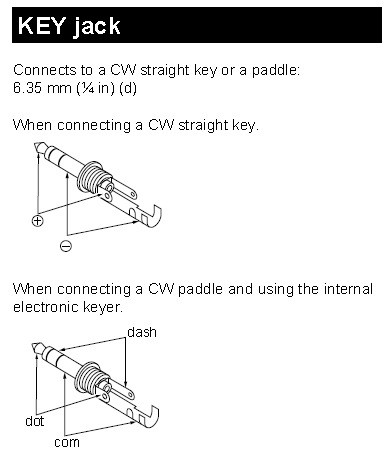 KEY jack
Connects to a CW straight key or a paddle:
6.35 mm (¼ in) (d)
When connecting a CW straight key.
+
−
When connecting a CW paddle and using the internal
electronic keyer.
dash
dot
com